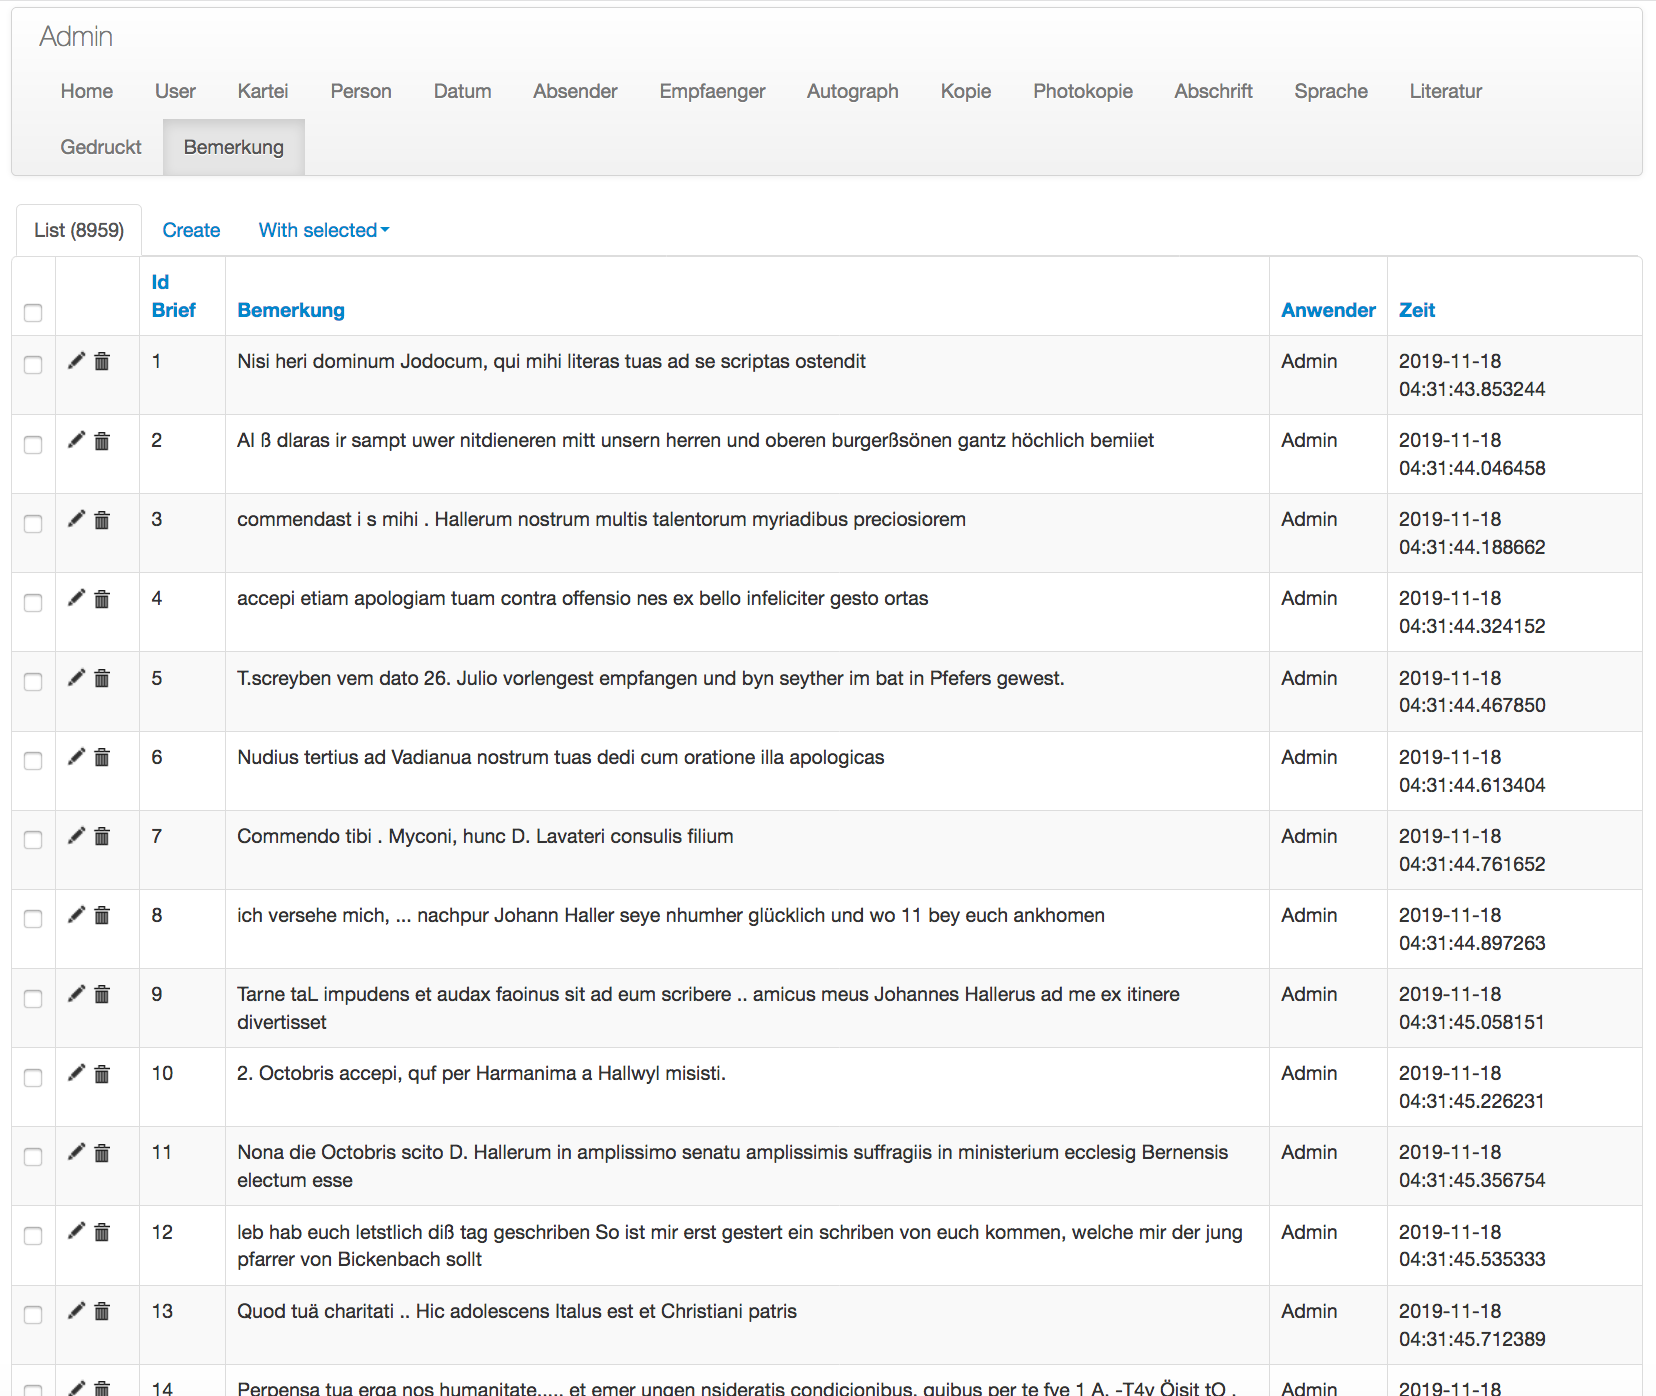 Admin
Home User Kartei Person Datum Absender Empfaenger Autograph Kopie Photokopie Abschrift Sprache Literatur
Gedruckt Bemerkung
List (8959) Create With selected
Id
Brief Bemerkung Anwender Zeit
1 Nisi heri dominum Jodocum, qui mihi literas tuas ad se scriptas ostendit Admin 2019-11-18
04:31:43.853244
2 Al ß dlaras ir sampt uwer nitdieneren mitt unsern herren und oberen burgerßsönen gantz höchlich bemiiet Admin 2019-11-18
04:31:44.046458
3 commendast i s mihi . Hallerum nostrum multis talentorum myriadibus preciosiorem Admin 2019-11-18
04:31:44.188662
4 accepi etiam apologiam tuam contra offensio nes ex bello infeliciter gesto ortas Admin 2019-11-18
04:31:44.324152
5 T.screyben vem dato 26. Julio vorlengest empfangen und byn seyther im bat in Pfefers gewest. Admin 2019-11-18
04:31:44.467850
6 Nudius tertius ad Vadianua nostrum tuas dedi cum oratione illa apologicas Admin 2019-11-18
04:31:44.613404
7 Commendo tibi . Myconi, hunc D. Lavateri consulis filium Admin 2019-11-18
04:31:44.761652
8 ich versehe mich, ... nachpur Johann Haller seye nhumher glücklich und wo 11 bey euch ankhomen Admin 2019-11-18
04:31:44.897263
9 Tarne taL impudens et audax faoinus sit ad eum scribere .. amicus meus Johannes Hallerus ad me ex itinere Admin 2019-11-18
divertisset 04:31:45.058151
10 2. Octobris accepi, quf per Harmanima a Hallwyl misisti. Admin 2019-11-18
04:31:45.226231
11 Nona die Octobris scito D. Hallerum in amplissimo senatu amplissimis suffragiis in ministerium ecclesig Bernensis Admin 2019-11-18
electum esse 04:31:45.356754
12 leb hab euch letstlich diß tag geschriben So ist mir erst gestert ein schriben von euch kommen, welche mir der jung Admin 2019-11-18
pfarrer von Bickenbach sollt 04:31:45.535333
13 Quod tuä charitati .. Hic adolescens Italus est et Christiani patris Admin 2019-11-18
04:31:45.712389
14 Perpensa tua erga nos humanitate..... et emer ungen nsideratis condicionibus, quibus per te fye 1 A. -T4v Öisit tO . Admin 2019-11-18